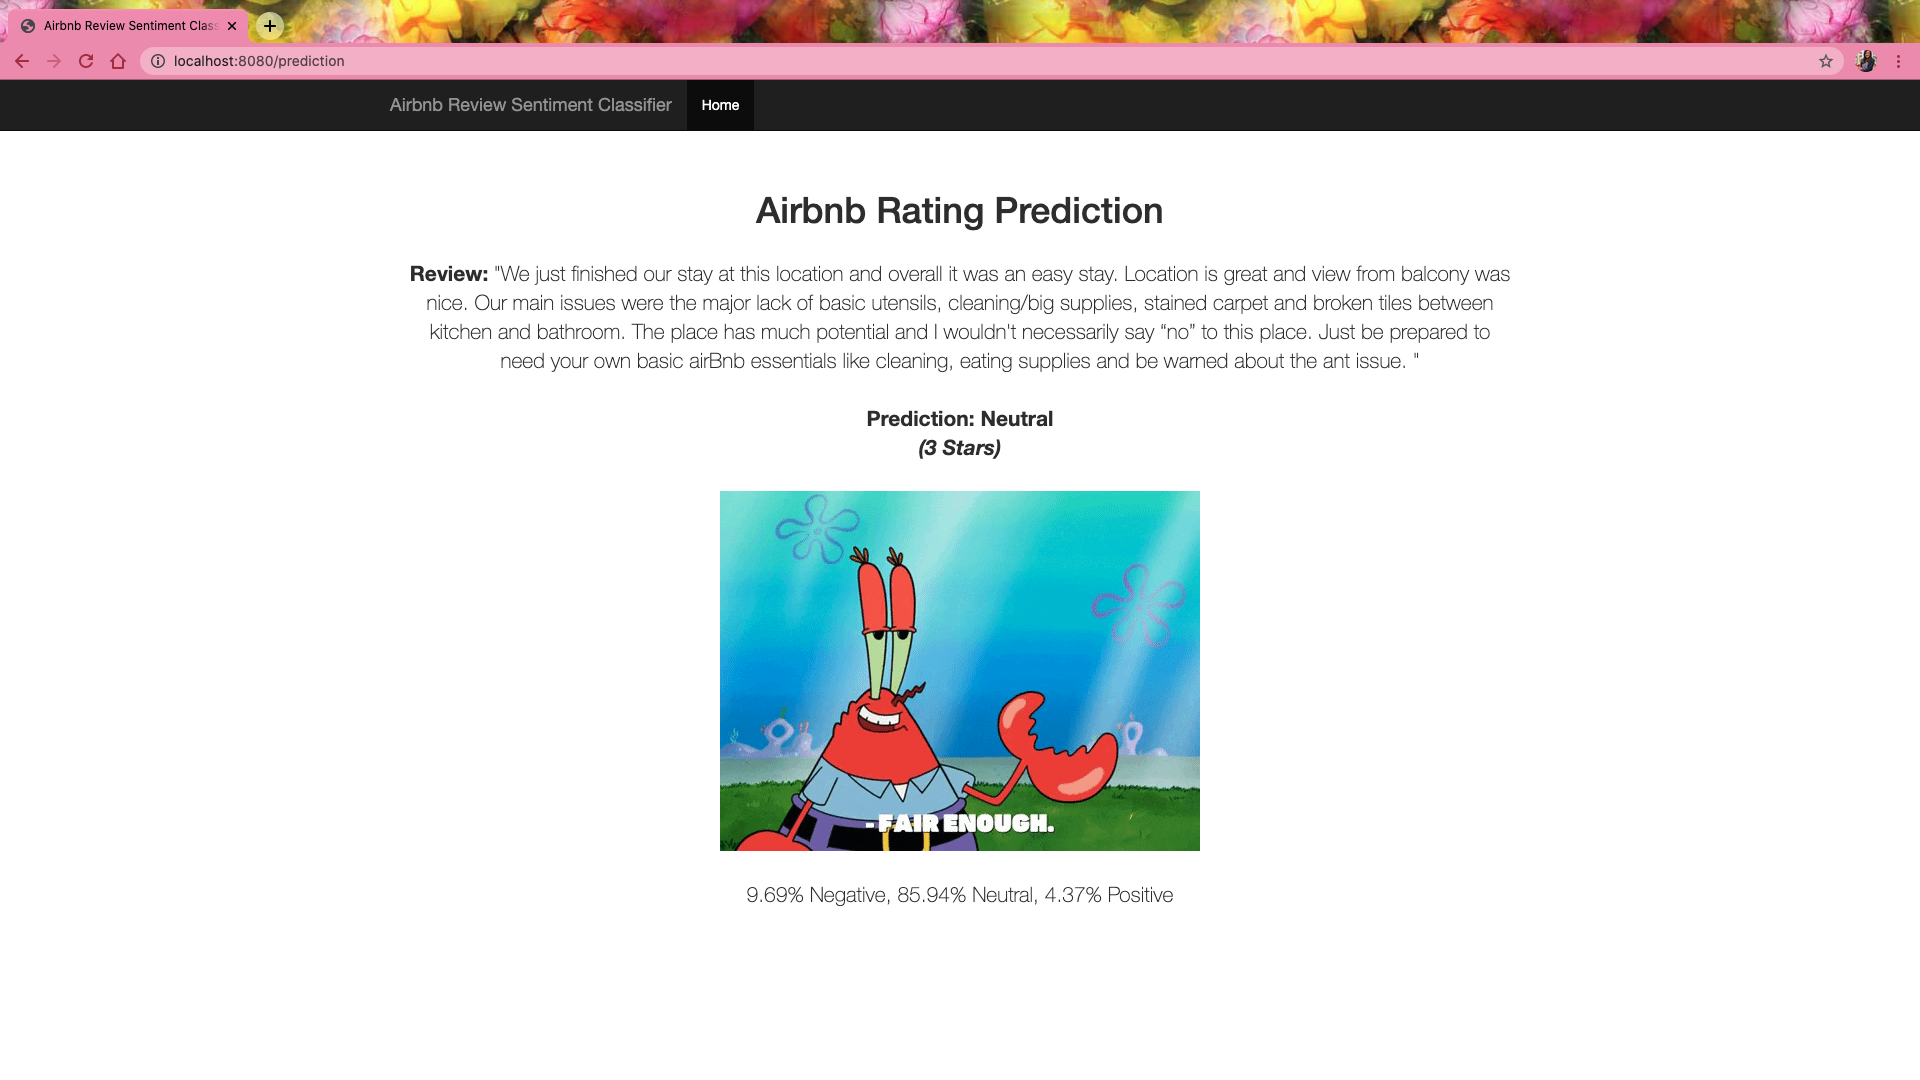 Airbnb Review Sentiment Clas
localhost:8080/prediction
Airbnb Review Sentiment Classifier Home
Airbnb Rating Prediction
Review: "We just finished our stay at this location and overall it was an easy stay. Location is great and view from balcony was
nice. Our main issues were the major lack of basic utensils, cleaning/big supplies, stained carpet and broken tiles between
kitchen and bathroom. The place has much potential and I wouldn't necessarily say “no” to this place. Just be prepared to
need your own basic airBnb essentials like cleaning, eating supplies and be warned about the ant issue. "
Prediction: Neutral
(3 Stars)
- FAIR ENOUGH.
9.69% Negative, 85.94% Neutral, 4.37% Positive